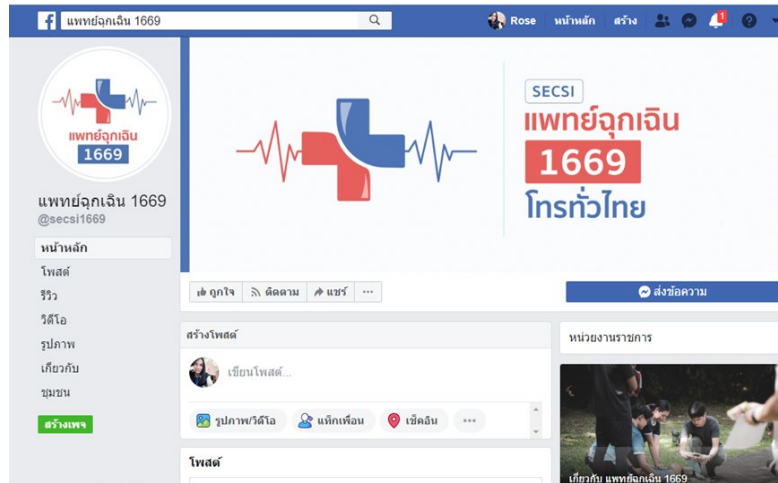 แพทย์ฉุกเฉิน 1669
Rose
หน้าหลัก
สร้าง
1
แพทย์ฉุกเฉิน
1669
SECSI
แพทย์ฉุกเฉิน
1669
โทรทั่วไทย
แพทย์ฉุกเฉิน 1669
@secsi1669
หน้าหลัก
โพสต์
รีวิว
วิดีโอ
รูปภาพ
เกี่ยวกับ
ชุมชน
สร้างเพจ
ถูกใจ
ติดตาม
แชร์
ส่งข้อความ
สร้างโพสต์
เขียนโพสต์...
รูปภาพ/วิดีโอ
แท็กเพื่อน
เช็คอิน
โพสต์
หน่วยงานราชการ
เกี่ยวกับ แพทย์ฉุกเฉิน 1669